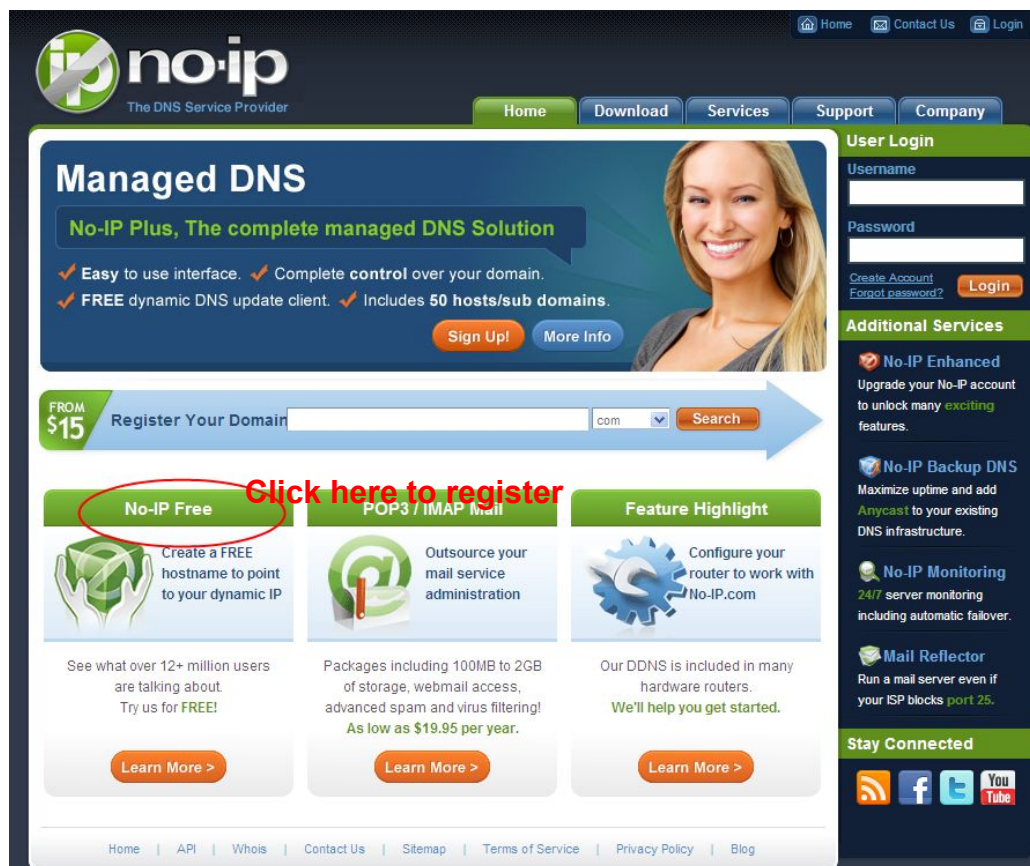 Home Contact Us Login
ip no·ip
The DNS Service Provider
Home Download Services Support Company
Managed DNS
No-IP Plus, The complete managed DNS Solution
Easy to use interface. Complete control over your domain.
FREE dynamic DNS update client. Includes 50 hosts/sub domains.
Sign Up! More Info
FROM
$15
Register Your Domain com Search
Click here to register
No-IP Free
Create a FREE
hostname to point
to your dynamic IP
See what over 12+ million users
are talking about.
Try us for FREE!
Learn More >
POP3 / IMAP Mail
Outsource your
mail service
administration
Packages including 100MB to 2GB
of storage, webmail access,
advanced spam and virus filtering!
As low as $19.95 per year.
Learn More >
Feature Highlight
Configure your
router to work with
No-IP.com
Our DDNS is included in many
hardware routers.
We'll help you get started.
Learn More >
User Login
Username
Password
Create Account
Forgot password?
Login
Additional Services
No-IP Enhanced
Upgrade your No-IP account
to unlock many exciting
features.
No-IP Backup DNS
Maximize uptime and add
Anycast to your existing
DNS infrastructure.
No-IP Monitoring
24/7 server monitoring
including automatic failover.
Mail Reflector
Run a mail server even if
your ISP blocks port 25.
Stay Connected
f t You
Tube
Home | API | Whois | Contact Us | Sitemap | Terms of Service | Privacy Policy | Blog